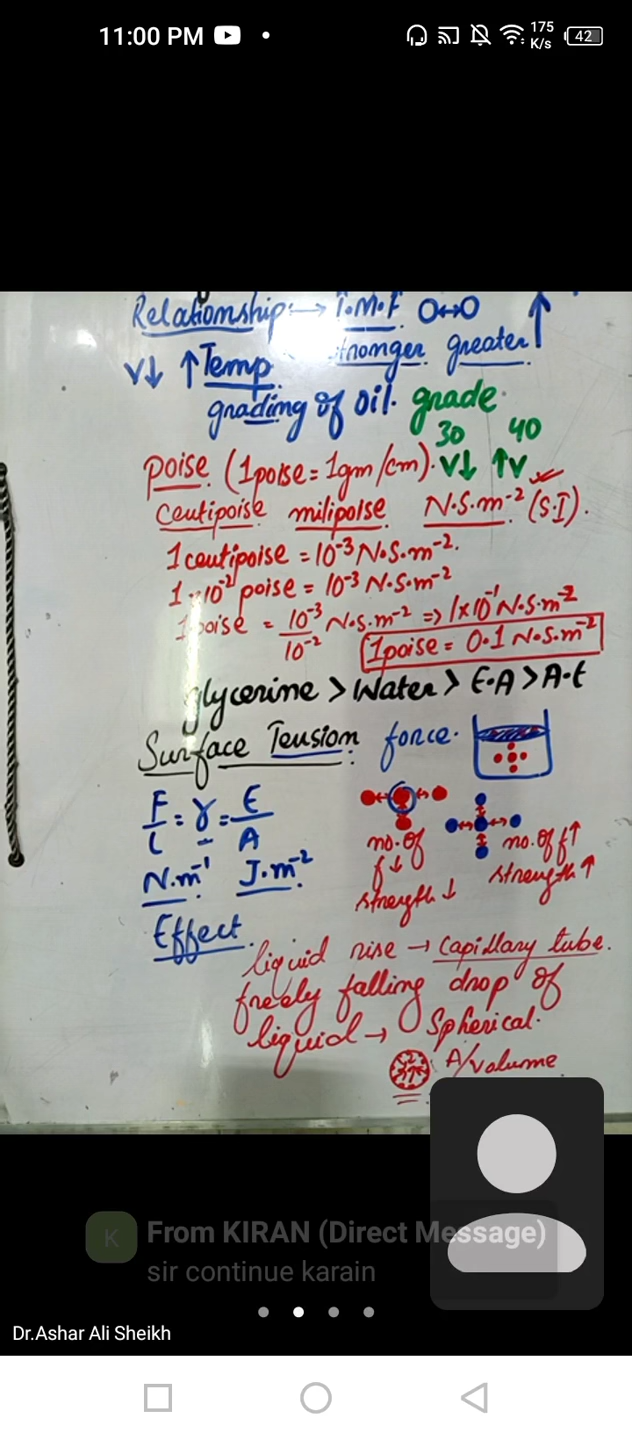 11:00 PM
175 K/s
42
Relationship:→ I.M.F O↔O ↑
V↓ ↑Temp stronger greater
grading of oil. grade
30 40
poise (1poise = 1gm/cm). V↓ ↑V
centipoise milipoise N.S.m⁻² (S.I).
1 centipoise = 10⁻³ N.S.m⁻².
1×10⁻² poise = 10⁻³ N.S.m⁻²
1 poise = 10⁻³/10⁻² N.s.m⁻² ⇒ 1×10⁻¹ N.s.m⁻²
1poise = 0.1 N.s.m⁻²
glycerine > Water > E.A > A.E
Surface Tension: force.
F/L = γ = E/A
N.m⁻¹ J.m⁻²
no. of f↓ strength↓
no. of f↑ strength↑
Effect.
liquid rise → capillary tube.
freely falling drop of
liquid → Spherical.
A/volume
K
From KIRAN (Direct Message)
sir continue karain
Dr.Ashar Ali Sheikh